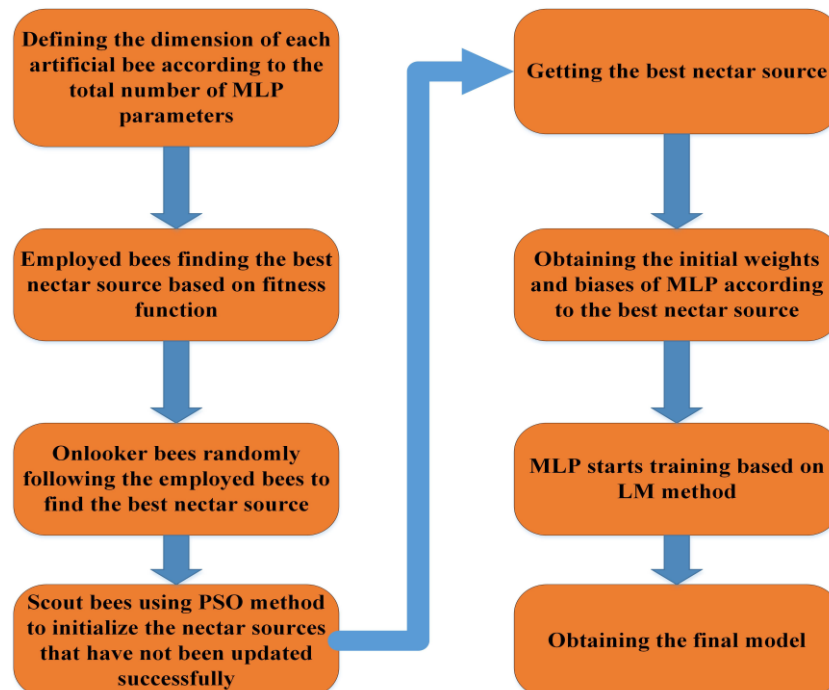 Defining the dimension of each
artificial bee according to the
total number of MLP
parameters
Employed bees finding the best
nectar source based on fitness
function
Onlooker bees randomly
following the employed bees to
find the best nectar source
Scout bees using PSO method
to initialize the nectar sources
that have not been updated
successfully
Getting the best nectar source
Obtaining the initial weights
and biases of MLP according
to the best nectar source
MLP starts training based on
LM method
Obtaining the final model